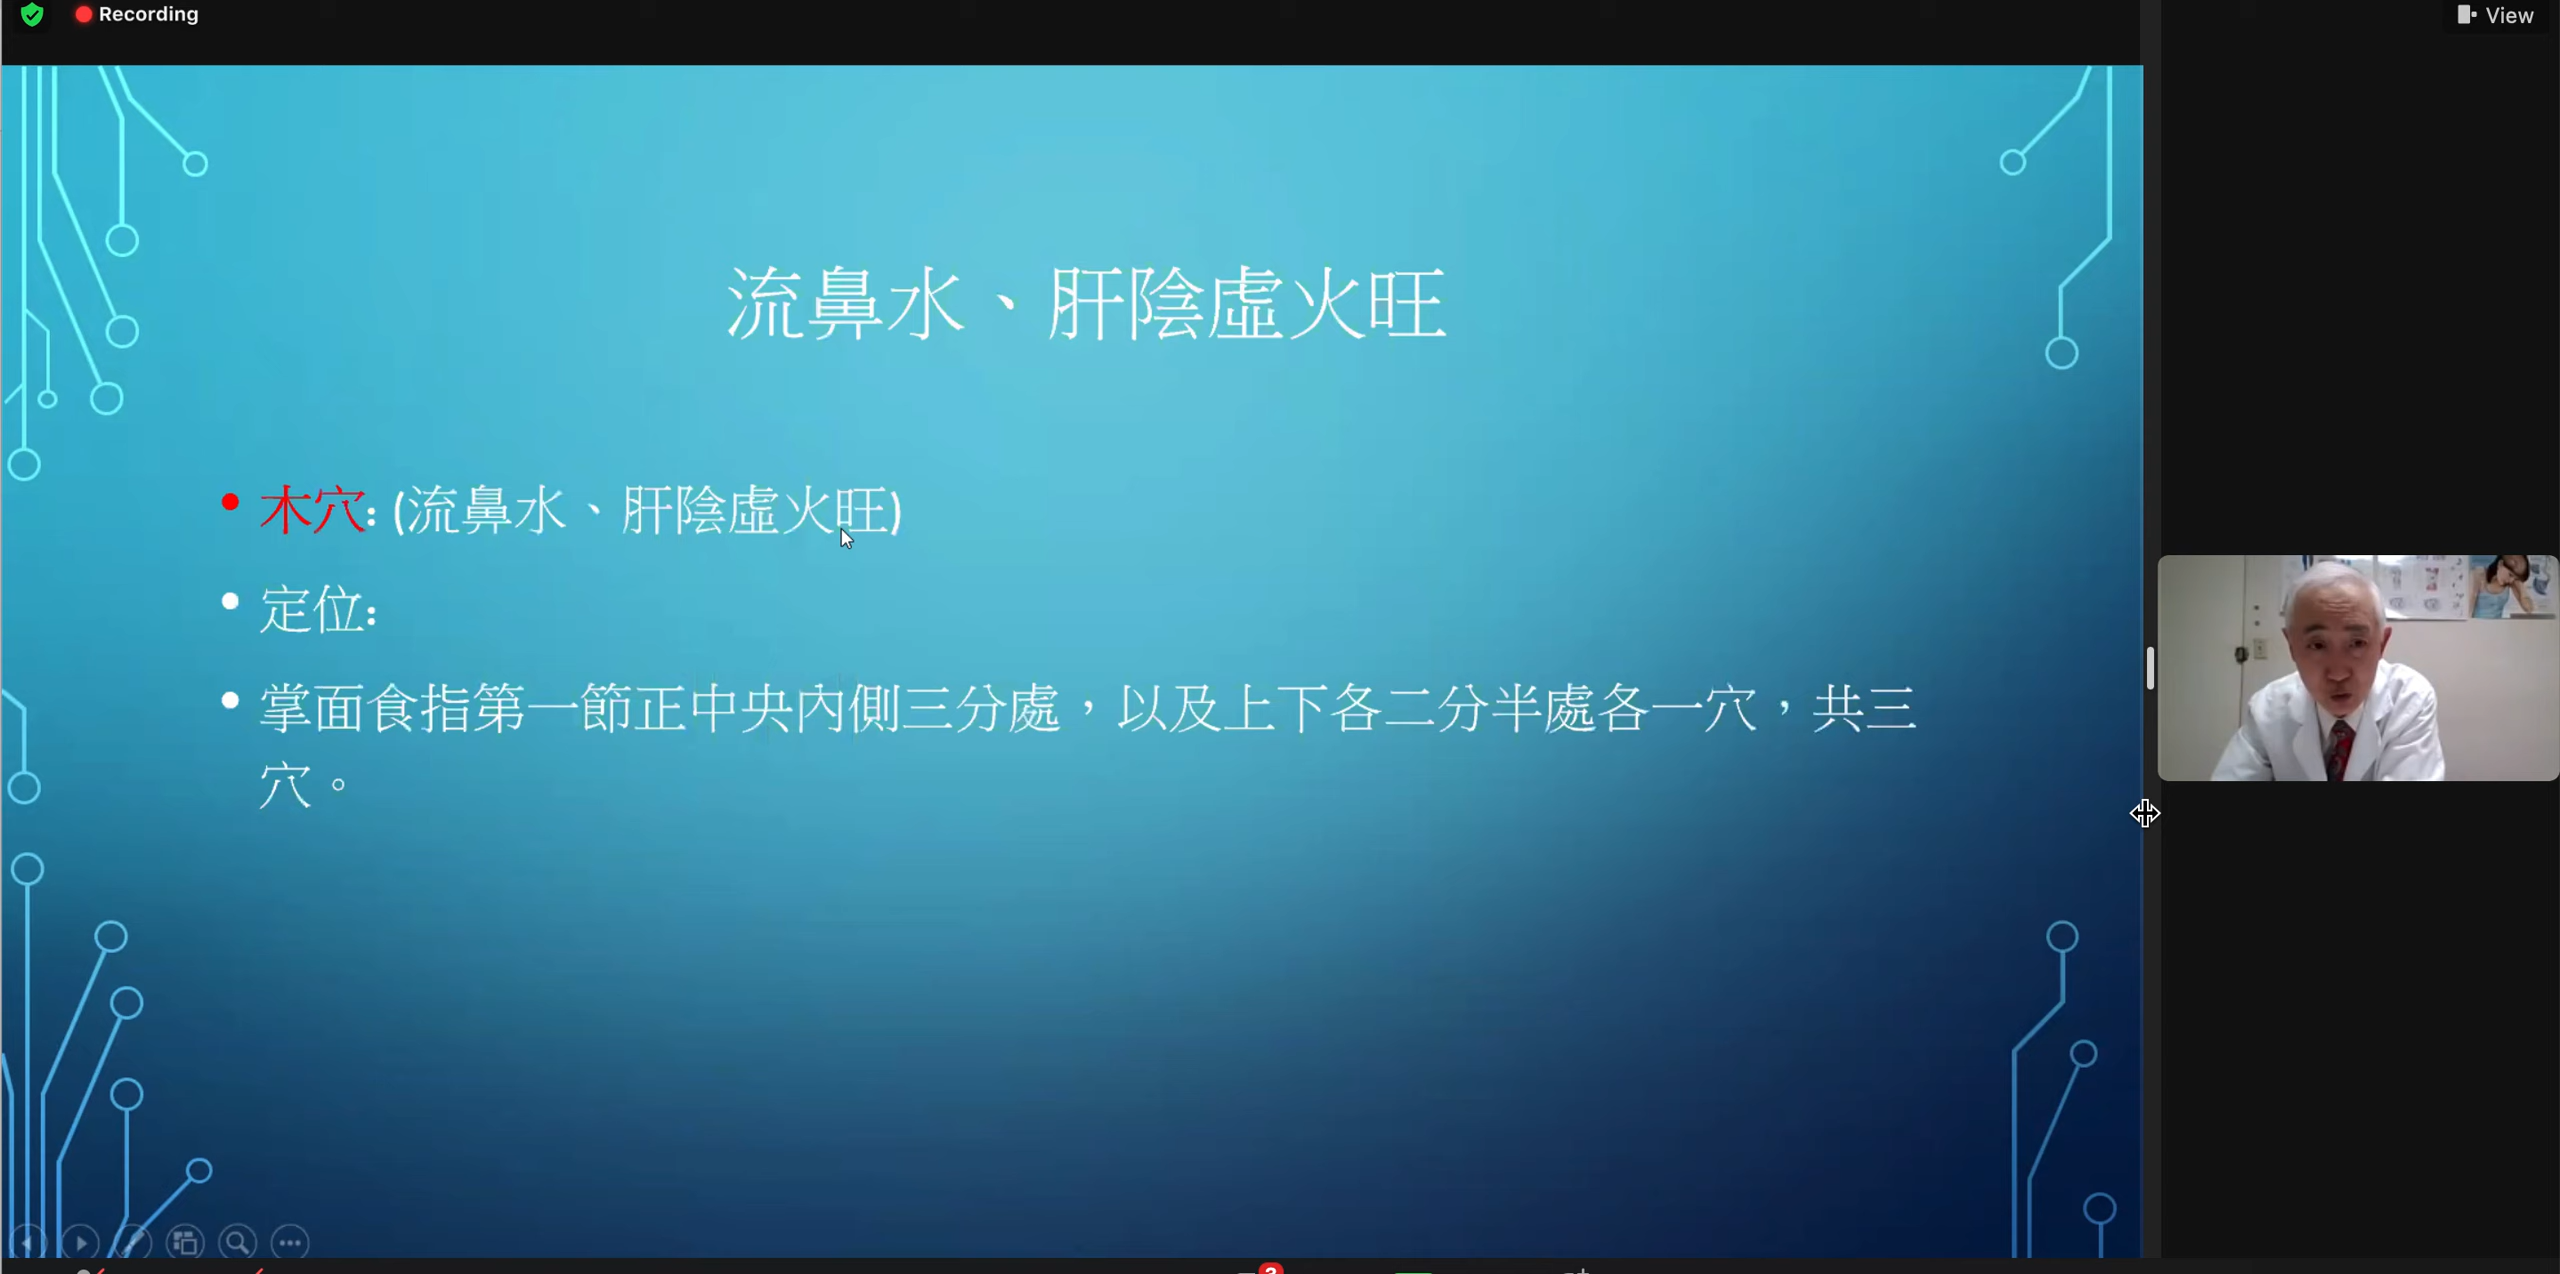 Recording
View
流鼻水、肝陰虛火旺
• 木穴: (流鼻水、肝陰虛火旺)
• 定位:
• 掌面食指第一節正中央內側三分處，以及上下各二分半處各一穴，共三
穴。